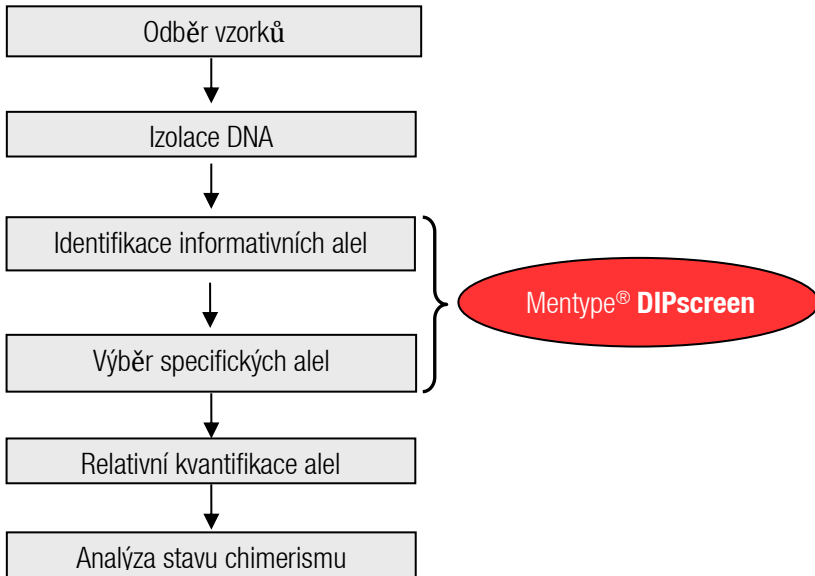 Odběr vzorků
Izolace DNA
Identifikace informativních alel
Mentype® DIPscreen
Výběr specifických alel
Relativní kvantifikace alel
Analýza stavu chimerismu